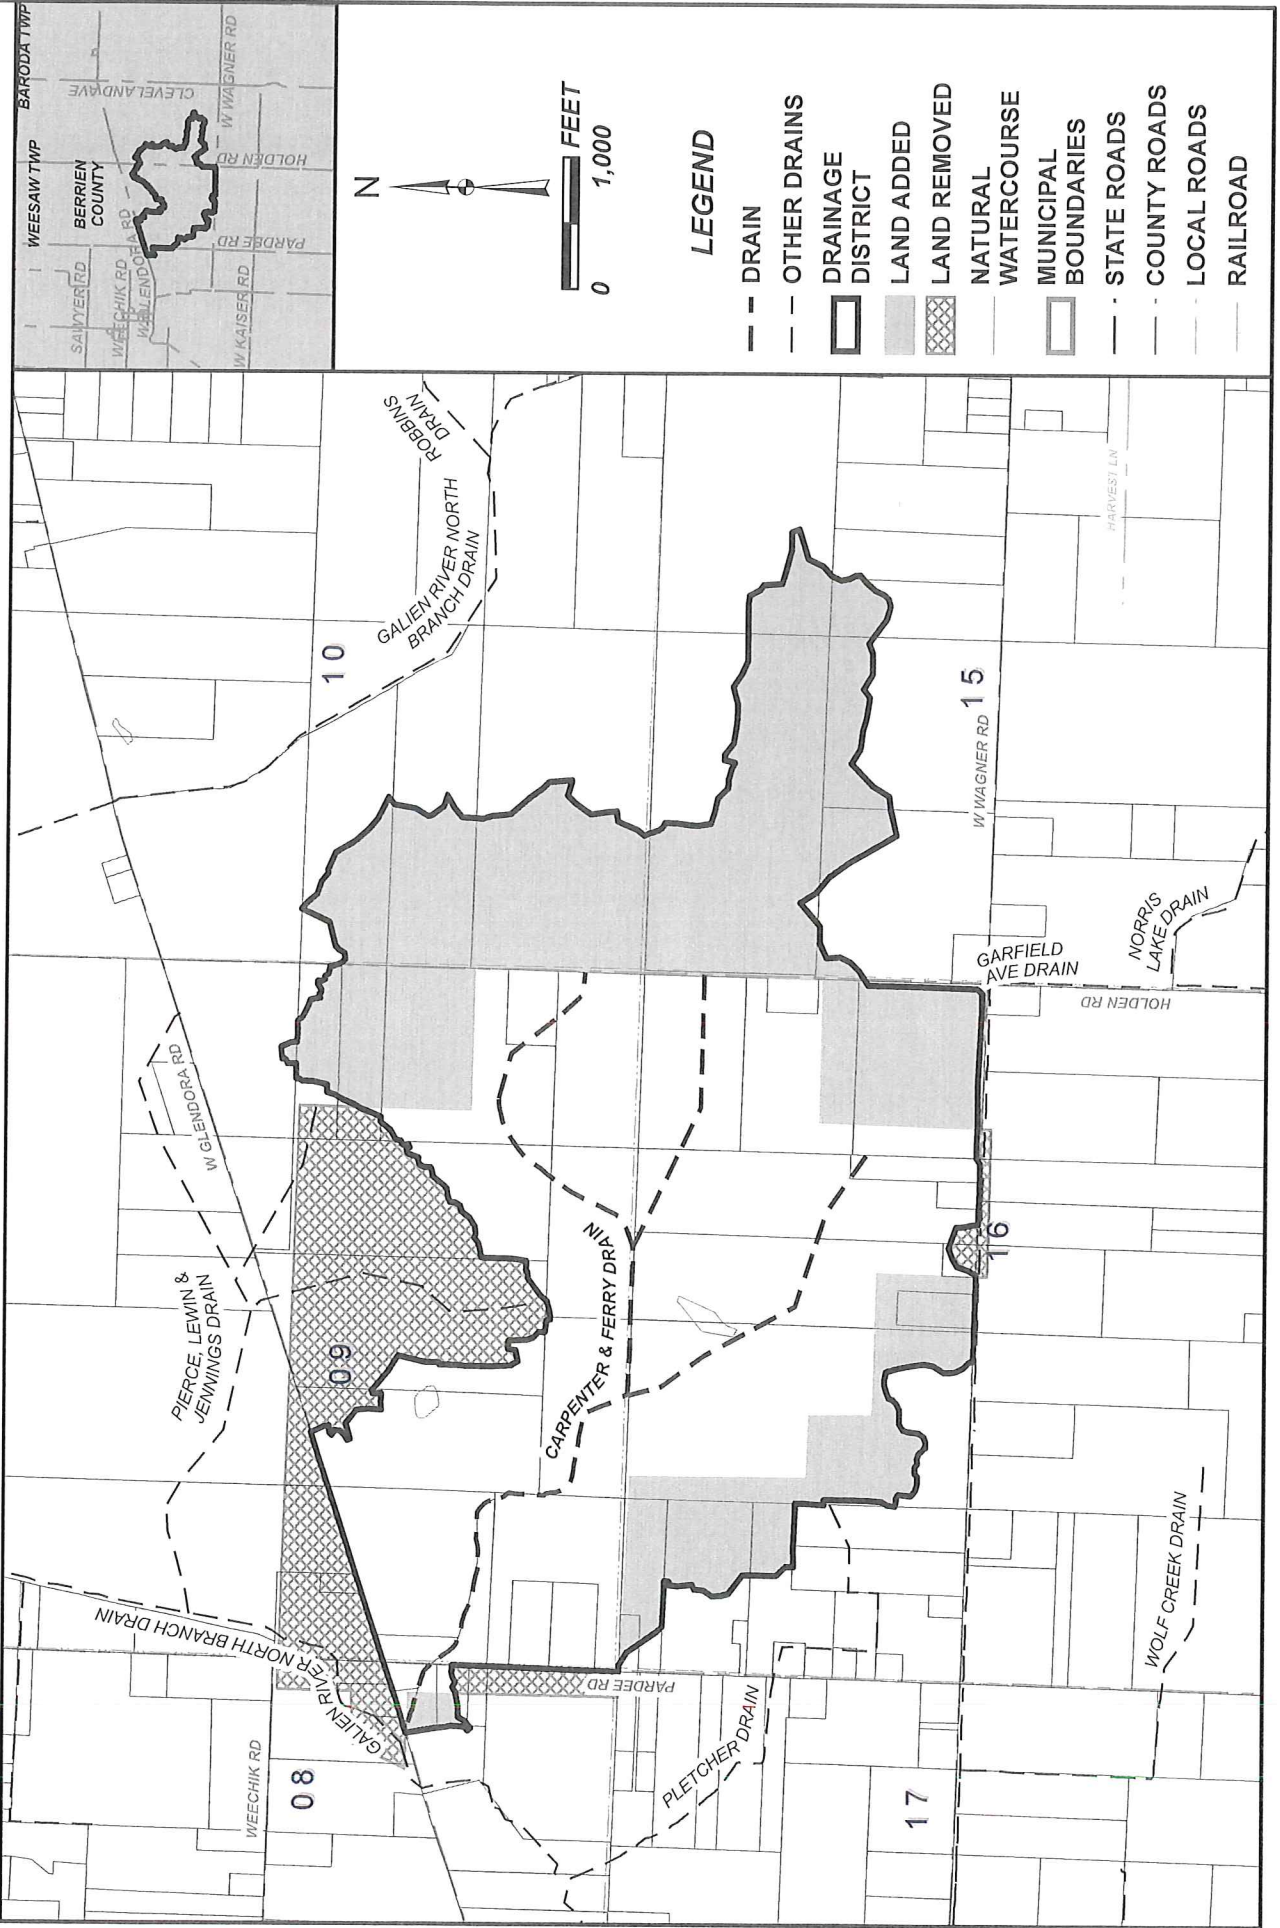 WEESAW TWP
BARODA TWP
BERRIEN
COUNTY
SAWYER RD
WEECHIK RD
W GLENDORA RD
W KAISER RD
PARDEE RD
HOLDEN RD
W WAGNER RD
CLEVELAND AVE
N
0 1,000 FEET
LEGEND
DRAIN
OTHER DRAINS
DRAINAGE
DISTRICT
LAND ADDED
LAND REMOVED
NATURAL
WATERCOURSE
MUNICIPAL
BOUNDARIES
STATE ROADS
COUNTY ROADS
LOCAL ROADS
RAILROAD
WEECHIK RD
08
GALIEN RIVER NORTH BRANCH DRAIN
PIERCE, LEWIN &
JENNINGS DRAIN
W GLENDORA RD
09
10
GALIEN RIVER NORTH
BRANCH DRAIN
ROBBINS
DRAIN
CARPENTER & FERRY DRAIN
PARDEE RD
PLETCHER DRAIN
17
16
15
W WAGNER RD
GARFIELD
AVE DRAIN
HOLDEN RD
NORRIS
LAKE DRAIN
HARVEST LN
WOLF CREEK DRAIN